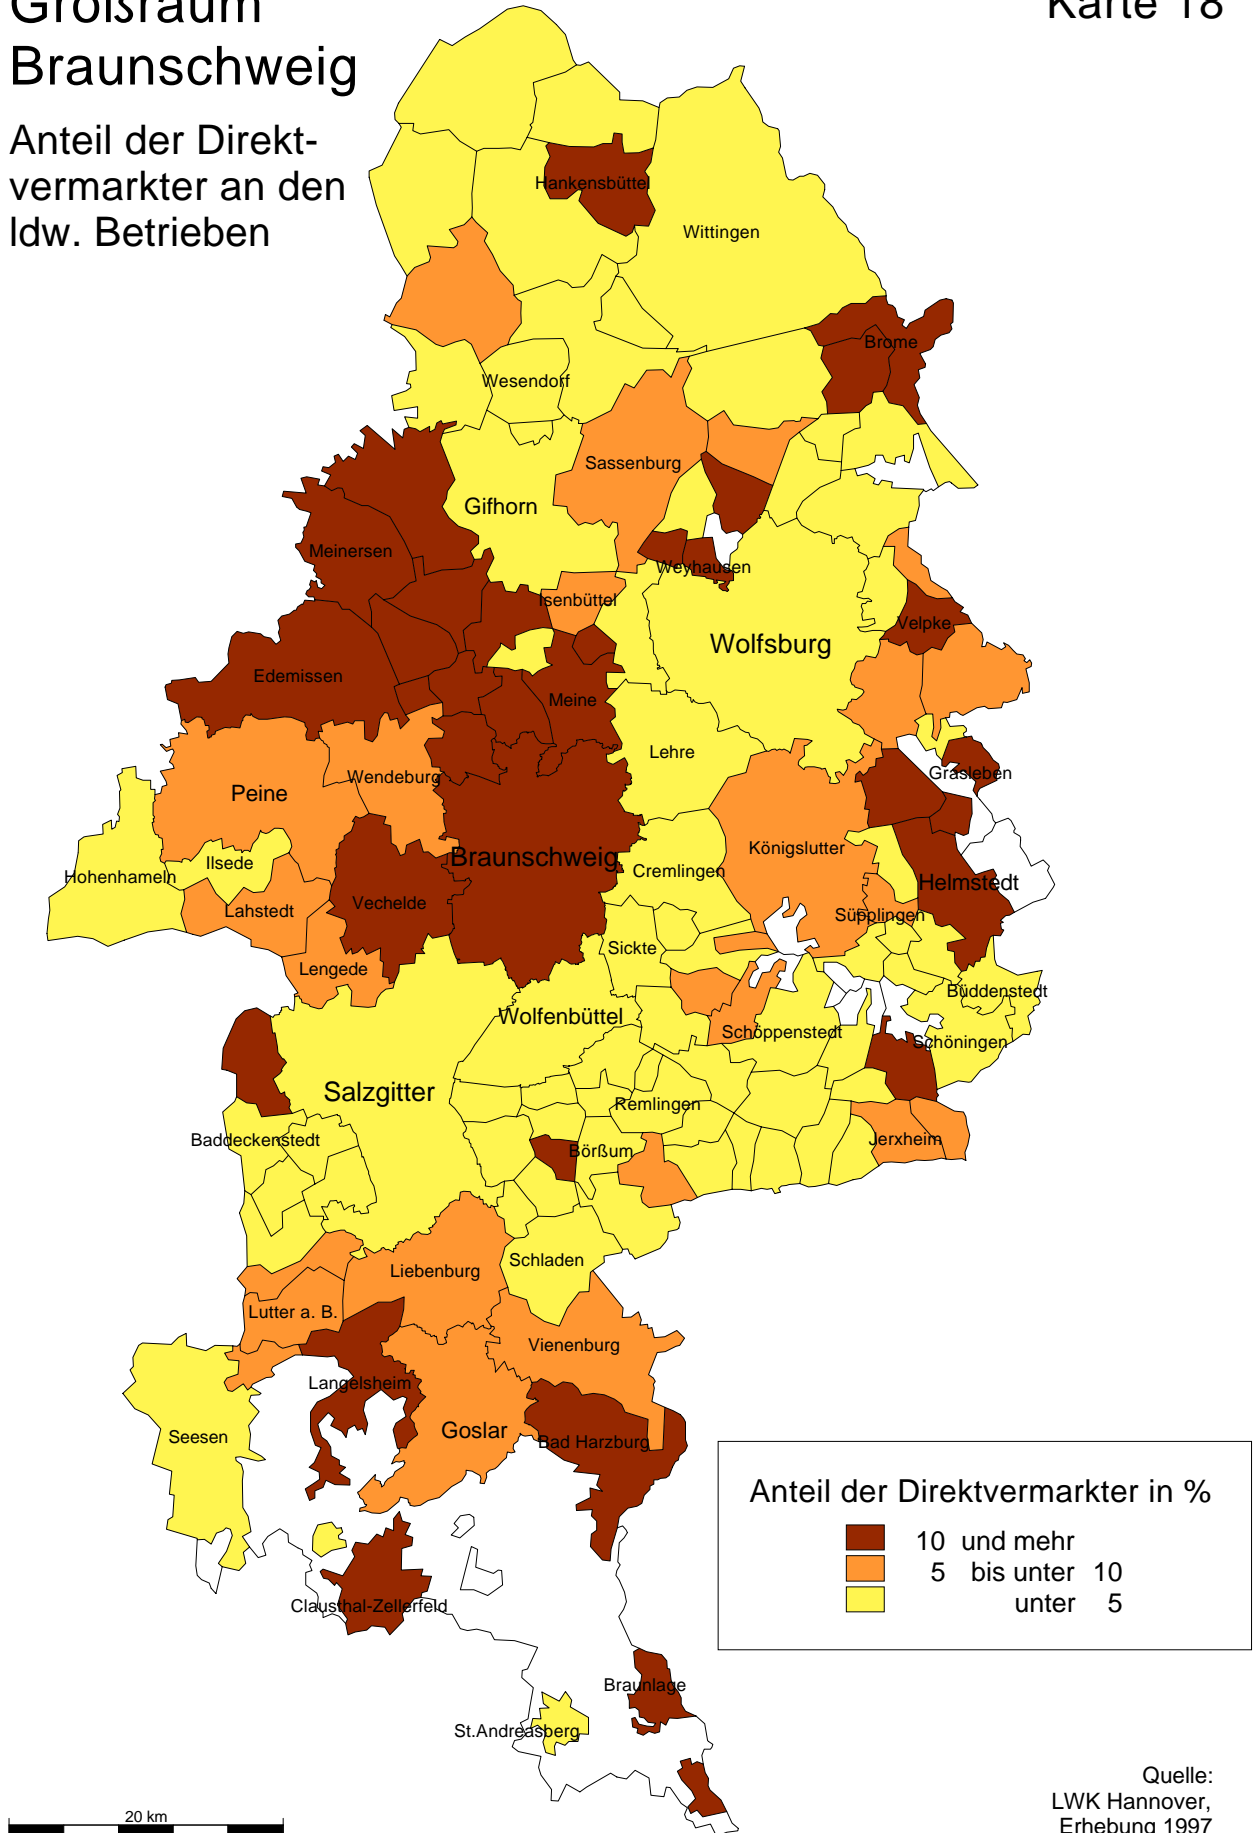 Großraum
Karte 18
Braunschweig
Anteil der Direkt-
vermarkter an den
ldw. Betrieben
Hankensbüttel
Wittingen
Brome
Wesendorf
Sassenburg
Gifhorn
Meinersen
Weyhausen
Isenbüttel
Velpke
Wolfsburg
Edemissen
Meine
Lehre
Grasleben
Wendeburg
Peine
Königslutter
Braunschweig
Ilsede
Cremlingen
Hohenhameln
Helmstedt
Vechelde
Lahstedt
Süpplingen
Sickte
Lengede
Büddenstedt
Wolfenbüttel
Schöppenstedt
Schöningen
Salzgitter
Remlingen
Baddeckenstedt
Jerxheim
Börßum
Schladen
Liebenburg
Lutter a. B.
Vienenburg
Langelsheim
Goslar
Seesen
Bad Harzburg
Anteil der Direktvermarkter in %
10 und mehr
5 bis unter 10
unter 5
Clausthal-Zellerfeld
Braunlage
St.Andreasberg
Quelle:
LWK Hannover,
Erhebung 1997
20 km